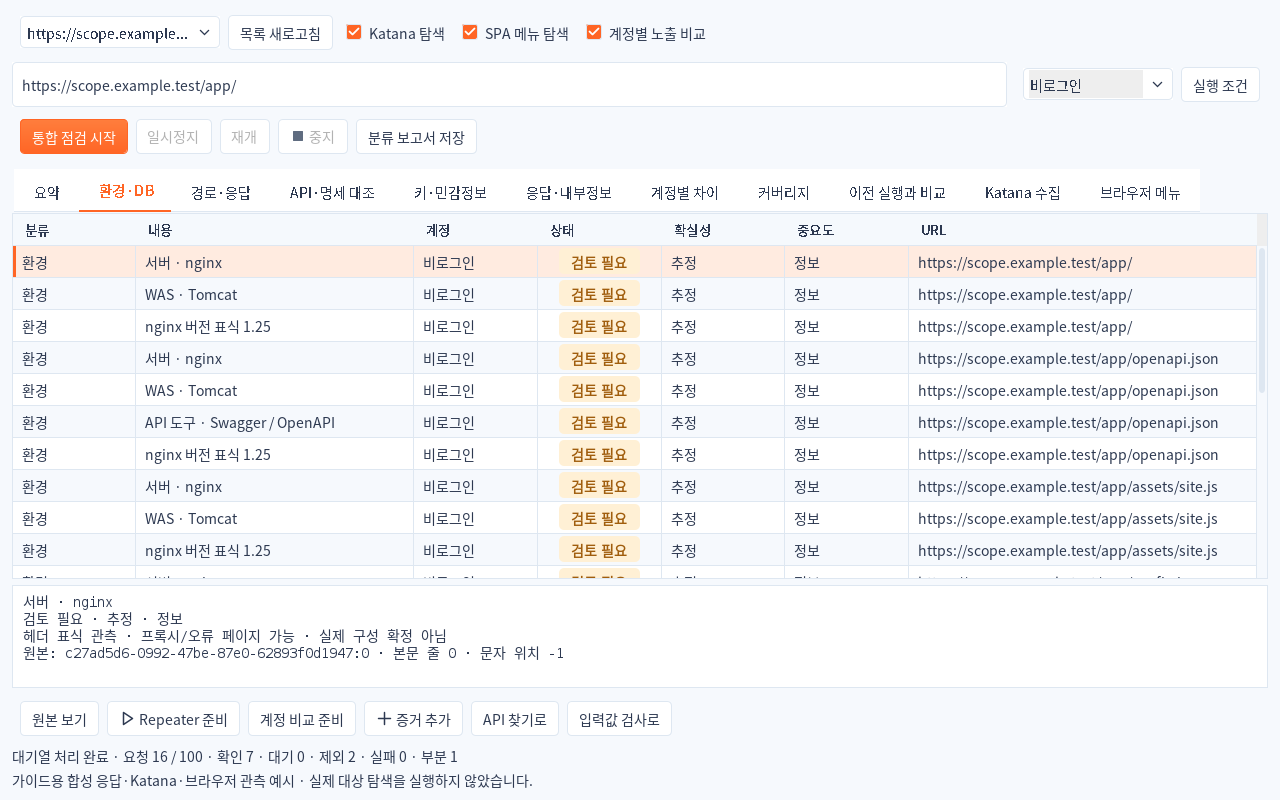 https://scope.example... 목록 새로고침 Katana 탐색 SPA 메뉴 탐색 계정별 노출 비교
https://scope.example.test/app/ 비로그인 실행 조건
통합 점검 시작 일시정지 재개 중지 분류 보고서 저장
요약 환경·DB 경로·응답 API·명세 대조 키·민감정보 응답·내부정보 계정별 차이 커버리지 이전 실행과 비교 Katana 수집 브라우저 메뉴
분류 내용 계정 상태 확실성 중요도 URL
환경 서버 · nginx 비로그인 검토 필요 추정 정보 https://scope.example.test/app/
환경 WAS · Tomcat 비로그인 검토 필요 추정 정보 https://scope.example.test/app/
환경 nginx 버전 표식 1.25 비로그인 검토 필요 추정 정보 https://scope.example.test/app/
환경 서버 · nginx 비로그인 검토 필요 추정 정보 https://scope.example.test/app/openapi.json
환경 WAS · Tomcat 비로그인 검토 필요 추정 정보 https://scope.example.test/app/openapi.json
환경 API 도구 · Swagger / OpenAPI 비로그인 검토 필요 추정 정보 https://scope.example.test/app/openapi.json
환경 nginx 버전 표식 1.25 비로그인 검토 필요 추정 정보 https://scope.example.test/app/openapi.json
환경 서버 · nginx 비로그인 검토 필요 추정 정보 https://scope.example.test/app/assets/site.js
환경 WAS · Tomcat 비로그인 검토 필요 추정 정보 https://scope.example.test/app/assets/site.js
환경 nginx 버전 표식 1.25 비로그인 검토 필요 추정 정보 https://scope.example.test/app/assets/site.js
서버 · nginx
검토 필요 · 추정 · 정보
헤더 표식 관측 · 프록시/오류 페이지 가능 · 실제 구성 확정 아님
원본: c27ad5d6-0992-47be-87e0-62893f0d1947:0 · 본문 줄 0 · 문자 위치 -1
원본 보기 Repeater 준비 계정 비교 준비 증거 추가 API 찾기로 입력값 검사로
대기열 처리 완료 · 요청 16 / 100 · 확인 7 · 대기 0 · 제외 2 · 실패 0 · 부분 1
가이드용 합성 응답·Katana·브라우저 관측 예시 · 실제 대상 탐색을 실행하지 않았습니다.